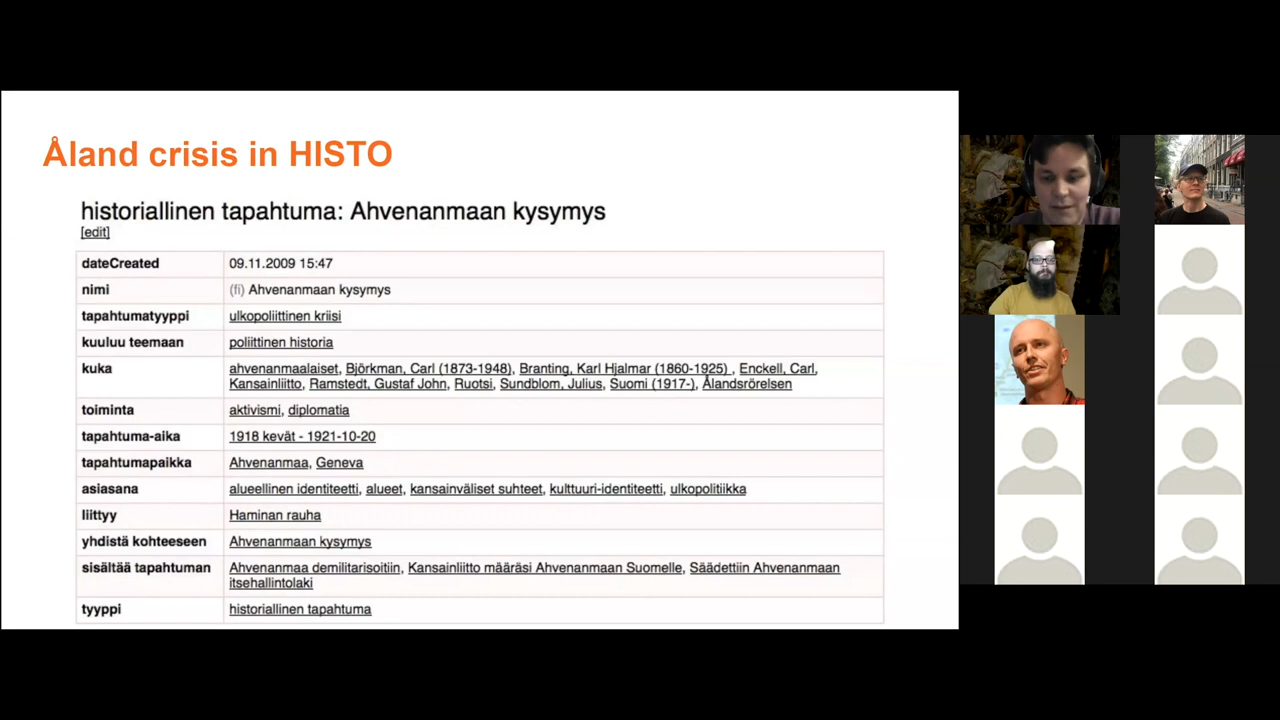 Åland crisis in HISTO
historiallinen tapahtuma: Ahvenanmaan kysymys
[edit]
dateCreated 09.11.2009 15:47
nimi (fi) Ahvenanmaan kysymys
tapahtumatyyppi ulkopoliittinen kriisi
kuuluu teemaan poliittinen historia
kuka ahvenanmaalaiset, Björkman, Carl (1873-1948), Branting, Karl Hjalmar (1860-1925) , Enckell, Carl,
Kansainliitto, Ramstedt, Gustaf John, Ruotsi, Sundblom, Julius, Suomi (1917-), Ålandsrörelsen
toiminta aktivismi, diplomatia
tapahtuma-aika 1918 kevät - 1921-10-20
tapahtumapaikka Ahvenanmaa, Geneva
asiasana alueellinen identiteetti, alueet, kansainväliset suhteet, kulttuuri-identeetti, ulkopolitiikka
liittyy Haminan rauha
yhdistä kohteeseen Ahvenanmaan kysymys
sisältää tapahtuman Ahvenanmaa demilitarisoitiin, Kansainliitto määräsi Ahvenanmaan Suomelle, Säädettiin Ahvenanmaan
itsehallintolaki
tyyppi historiallinen tapahtuma